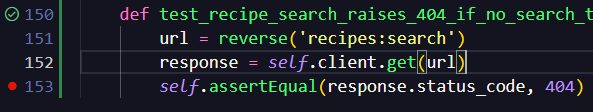 150 def test_recipe_search_raises_404_if_no_search_t
151 url = reverse('recipes:search')
152 response = self.client.get(url)
153 self.assertEqual(response.status_code, 404)